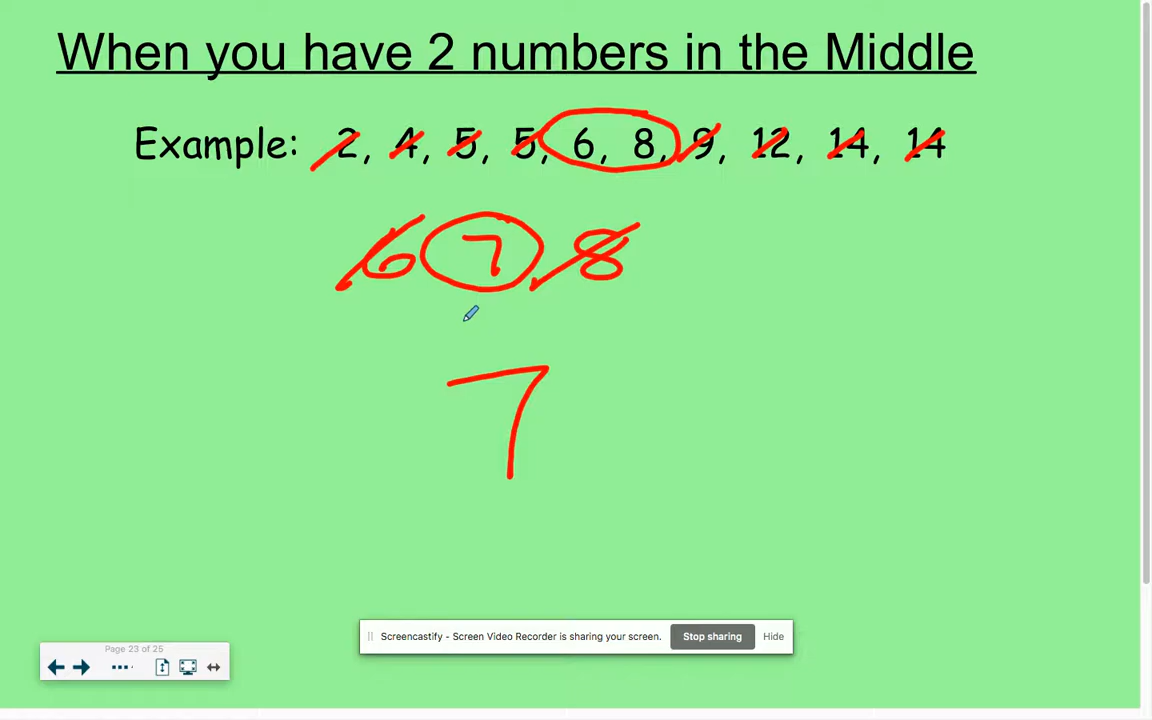 When you have 2 numbers in the Middle
Example: 2, 4, 5, 5, 6, 8, 9, 12, 14, 14
6 7 8
7
Screencastify - Screen Video Recorder is sharing your screen. Stop sharing Hide
Page 23 of 25